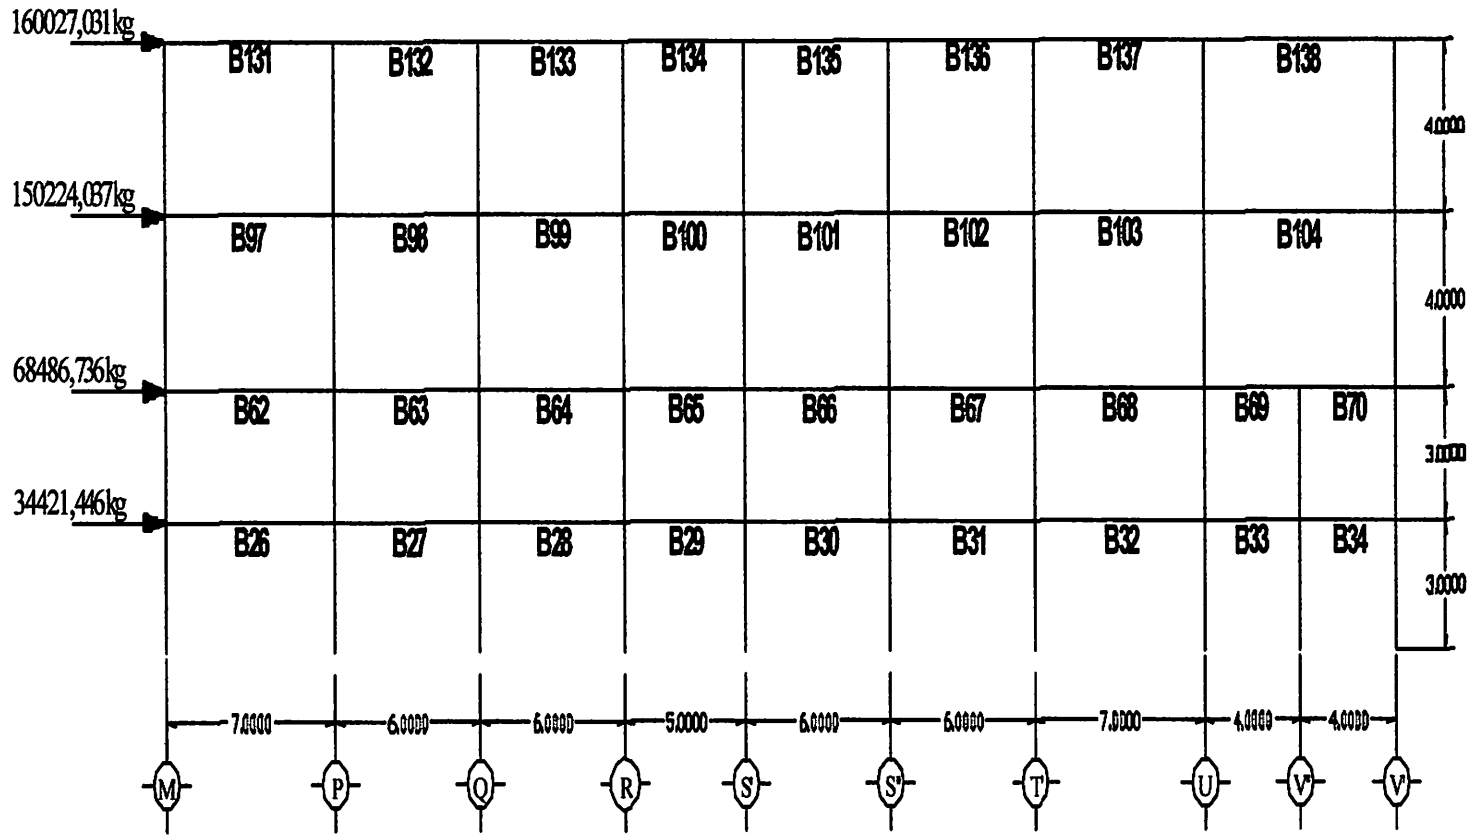 160027,031kg
B131 B132 B133 B134 B135 B136 B137 B138
4.0000
150224,037kg
B97 B98 B99 B100 B101 B102 B103 B104
4.0000
68486,736kg
B62 B63 B64 B65 B66 B67 B68 B69 B70
3.0000
34421,446kg
B26 B27 B28 B29 B30 B31 B32 B33 B34
3.0000
7.0000 6.0000 6.0000 5.0000 6.0000 6.0000 7.0000 4.0000 4.0000
M P Q R S' S" T' U V" V'